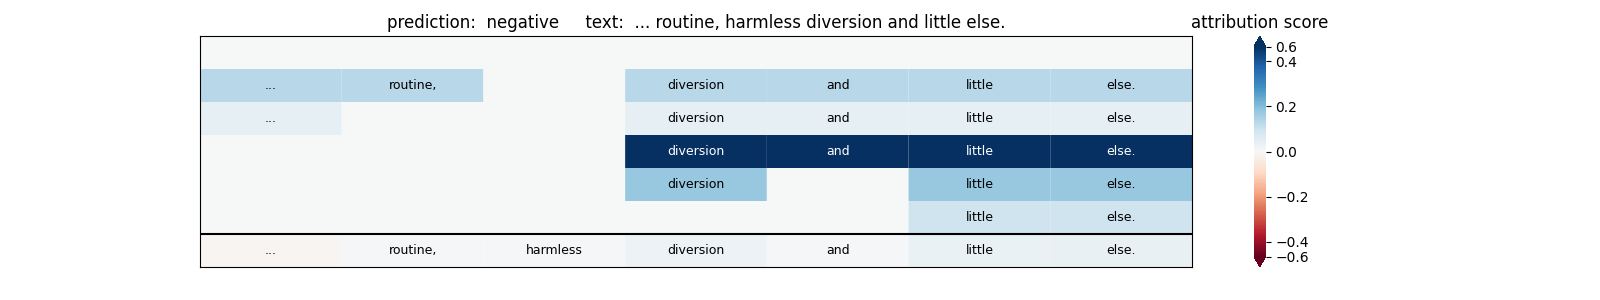 prediction:  negative     text:  ... routine, harmless diversion and little else.
attribution score
... routine, diversion and little else.
... diversion and little else.
diversion and little else.
diversion little else.
little else.
... routine, harmless diversion and little else.
0.6
0.4
0.2
0.0
−0.2
−0.4
−0.6